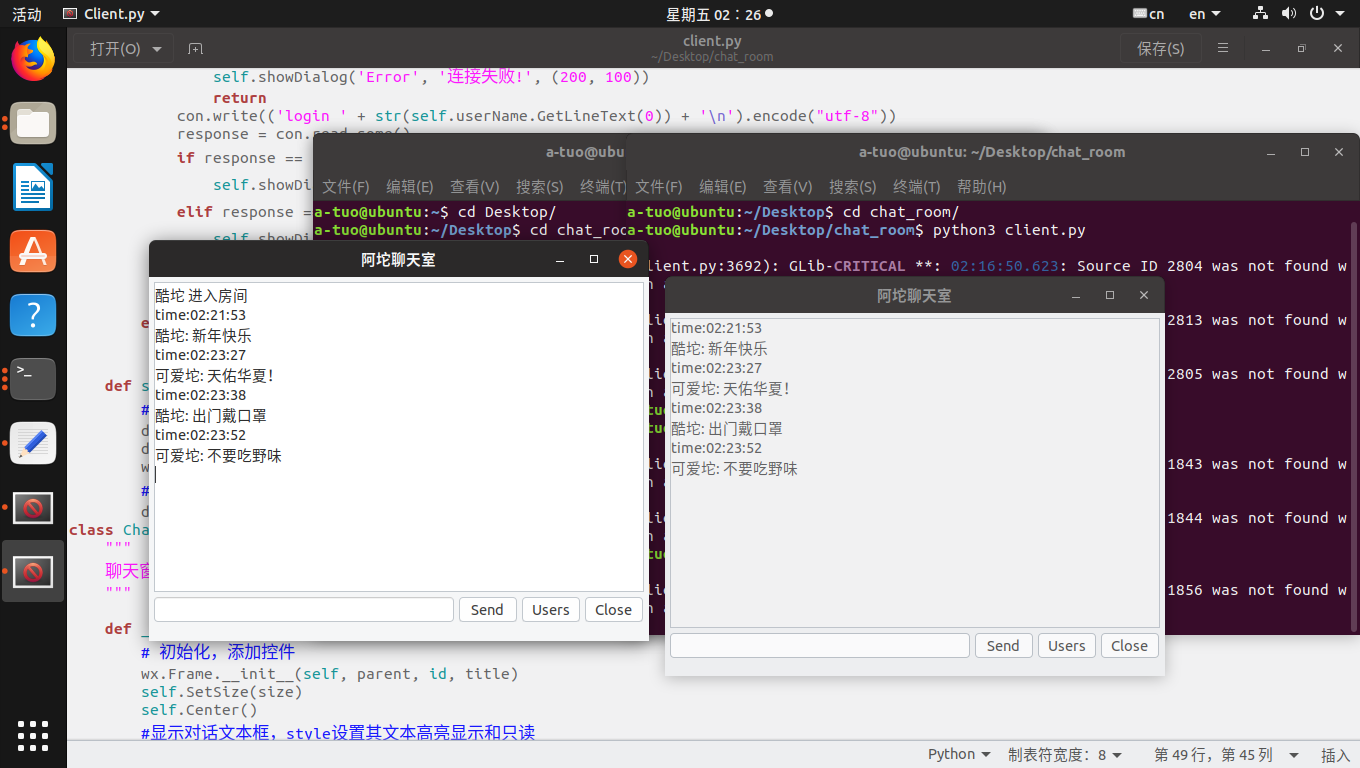 活动
Client.py
星期五 02：26
cn
en
打开(O)
client.py
~/Desktop/chat_room
保存(S)
self.showDialog('Error', '连接失败!', (200, 100))
return
con.write(('login ' + str(self.userName.GetLineText(0)) + '\n').encode("utf-8"))
response = con.read_some()
if response ==
self.showDi
elif response =
def s
class Cha
"""
聊天窗
"""
def _
# 初始化，添加控件
wx.Frame.__init__(self, parent, id, title)
self.SetSize(size)
self.Center()
#显示对话文本框，style设置其文本高亮显示和只读
a-tuo@ubu
文件(F) 编辑(E) 查看(V) 搜索(S) 终端(T)
a-tuo@ubuntu:~$ cd Desktop/
a-tuo@ubuntu:~/Desktop$ cd chat_roo
a-tuo@ubuntu: ~/Desktop/chat_room
文件(F) 编辑(E) 查看(V) 搜索(S) 终端(T) 帮助(H)
a-tuo@ubuntu:~/Desktop$ cd chat_room/
a-tuo@ubuntu:~/Desktop/chat_room$ python3 client.py
lient.py:3692): GLib-CRITICAL **: 02:16:50.623: Source ID 2804 was not found w
2813 was not found w
2805 was not found w
1843 was not found w
1844 was not found w
1856 was not found w
阿坨聊天室
酷坨 进入房间
time:02:21:53
酷坨: 新年快乐
time:02:23:27
可爱坨: 天佑华夏！
time:02:23:38
酷坨: 出门戴口罩
time:02:23:52
可爱坨: 不要吃野味
Send Users Close
阿坨聊天室
time:02:21:53
酷坨: 新年快乐
time:02:23:27
可爱坨: 天佑华夏！
time:02:23:38
酷坨: 出门戴口罩
time:02:23:52
可爱坨: 不要吃野味
Send Users Close
Python 制表符宽度：8 第 49 行，第 45 列 插入